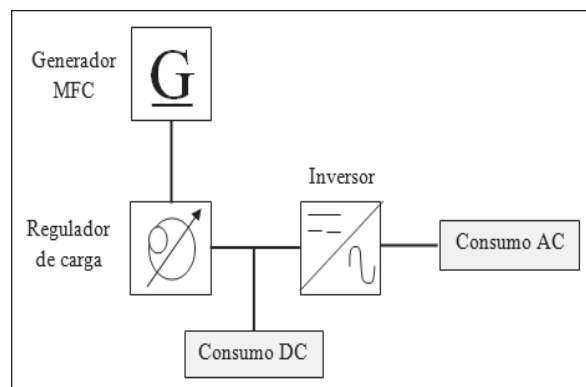 Generador
MFC
G
Inversor
Regulador
de carga
Consumo AC
Consumo DC